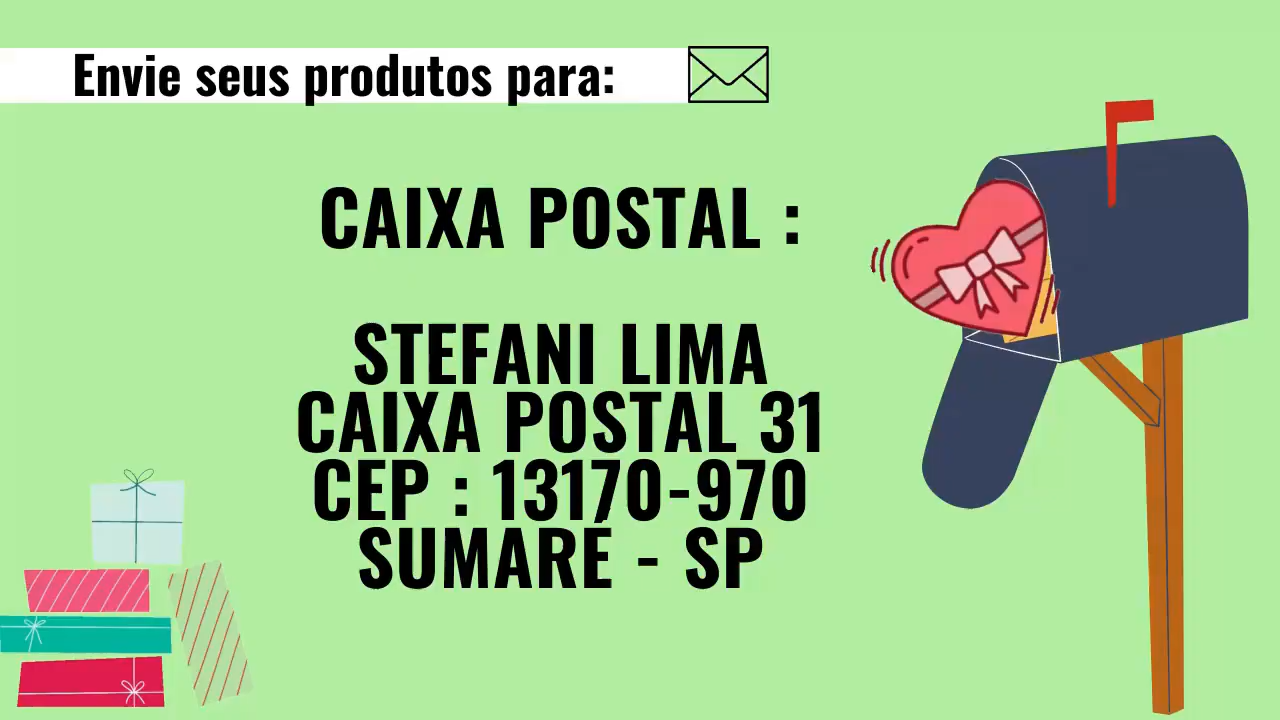 Envie seus produtos para:
CAIXA POSTAL :
STEFANI LIMA
CAIXA POSTAL 31
CEP : 13170-970
SUMARÉ - SP